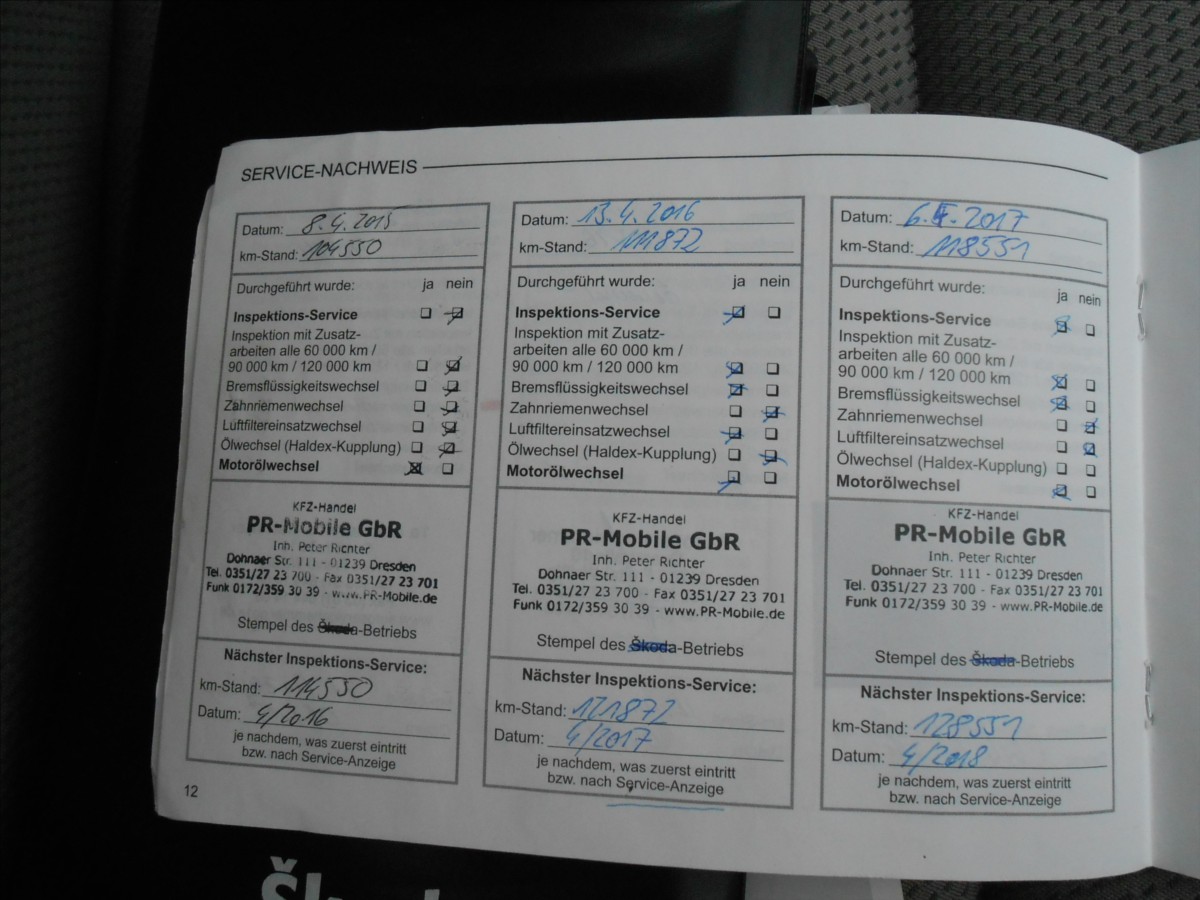 SERVICE-NACHWEIS
Datum: 8.4.2015
km-Stand: 104550
Durchgeführt wurde: ja nein
Inspektions-Service
Inspektion mit Zusatz-
arbeiten alle 60 000 km /
90 000 km / 120 000 km
Bremsflüssigkeitswechsel
Zahnriemenwechsel
Luftfiltereinsatzwechsel
Ölwechsel (Haldex-Kupplung)
Motorölwechsel
KFZ-Handel
PR-Mobile GbR
Inh. Peter Richter
Dohnaer Str. 111 - 01239 Dresden
Tel. 0351/27 23 700 - Fax 0351/27 23 701
Funk 0172/359 30 39 - www.PR-Mobile.de
Stempel des Škoda-Betriebs
Nächster Inspektions-Service:
km-Stand: 114550
Datum: 4/2016
je nachdem, was zuerst eintritt
bzw. nach Service-Anzeige
12
Datum: 13.4.2016
km-Stand: 111872
Durchgeführt wurde: ja nein
Inspektions-Service
Inspektion mit Zusatz-
arbeiten alle 60 000 km /
90 000 km / 120 000 km
Bremsflüssigkeitswechsel
Zahnriemenwechsel
Luftfiltereinsatzwechsel
Ölwechsel (Haldex-Kupplung)
Motorölwechsel
KFZ-Handel
PR-Mobile GbR
Inh. Peter Richter
Dohnaer Str. 111 - 01239 Dresden
Tel. 0351/27 23 700 - Fax 0351/27 23 701
Funk 0172/359 30 39 - www.PR-Mobile.de
Stempel des Škoda-Betriebs
Nächster Inspektions-Service:
km-Stand: 121872
Datum: 4/2017
je nachdem, was zuerst eintritt
bzw. nach Service-Anzeige
Datum: 6.4.2017
km-Stand: 118551
Durchgeführt wurde: ja nein
Inspektions-Service
Inspektion mit Zusatz-
arbeiten alle 60 000 km /
90 000 km / 120 000 km
Bremsflüssigkeitswechsel
Zahnriemenwechsel
Luftfiltereinsatzwechsel
Ölwechsel (Haldex-Kupplung)
Motorölwechsel
KFZ-Handel
PR-Mobile GbR
Inh. Peter Richter
Dohnaer Str. 111 - 01239 Dresden
Tel. 0351/27 23 700 - Fax 0351/27 23 701
Funk 0172/359 30 39 - www.PR-Mobile.de
Stempel des Škoda-Betriebs
Nächster Inspektions-Service:
km-Stand: 128551
Datum: 4/2018
je nachdem, was zuerst eintritt
bzw. nach Service-Anzeige
Škoda